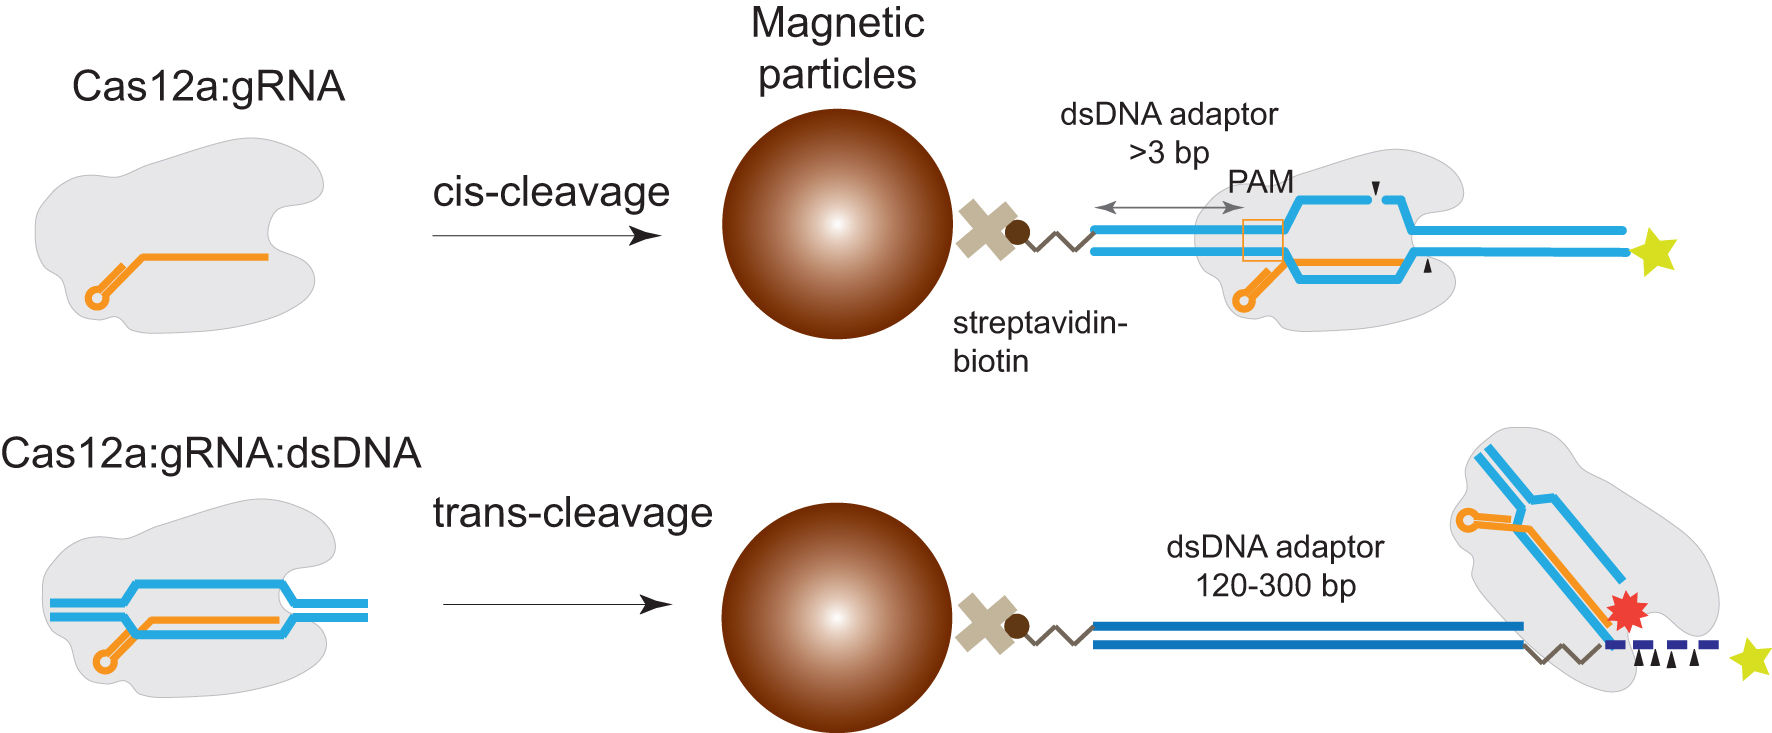 Magnetic
particles
Cas12a:gRNA
dsDNA adaptor
>3 bp
PAM
cis-cleavage
streptavidin-
biotin
Cas12a:gRNA:dsDNA
trans-cleavage
dsDNA adaptor
120-300 bp